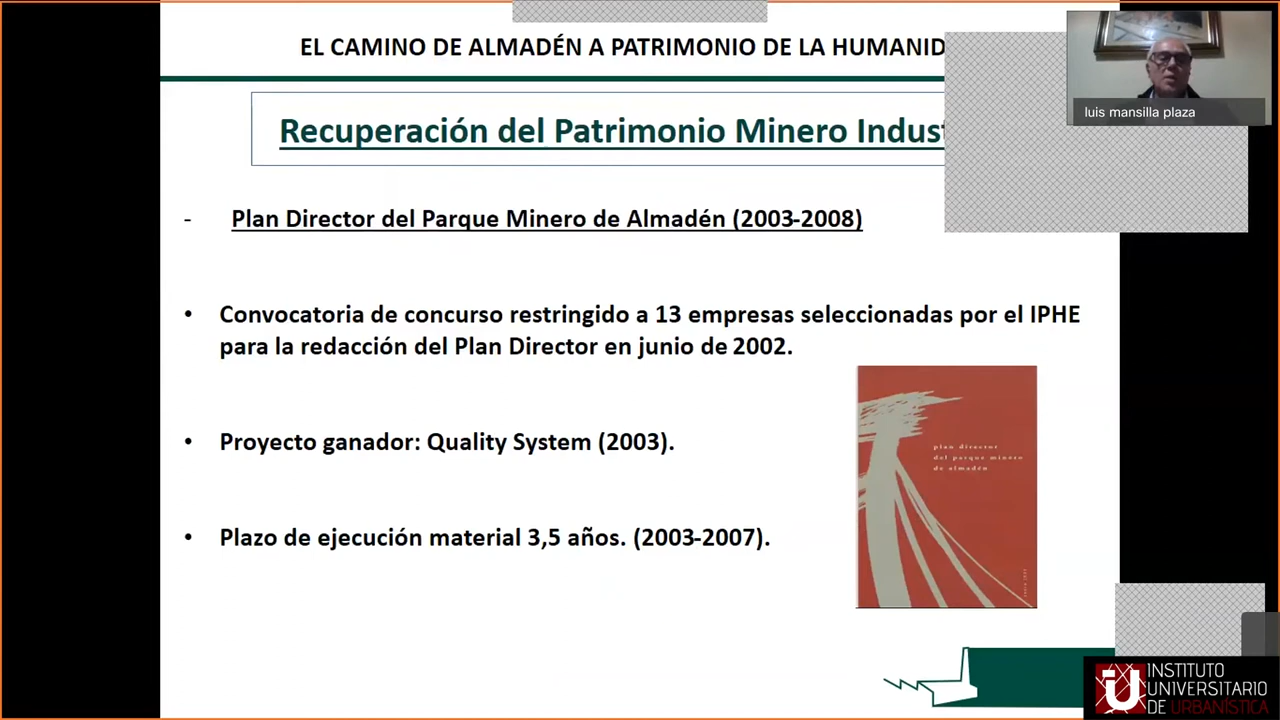 EL CAMINO DE ALMADÉN A PATRIMONIO DE LA HUMANID
luis mansilla plaza
Recuperación del Patrimonio Minero Indust
- Plan Director del Parque Minero de Almadén (2003-2008)
• Convocatoria de concurso restringido a 13 empresas seleccionadas por el IPHE
para la redacción del Plan Director en junio de 2002.
• Proyecto ganador: Quality System (2003).
• Plazo de ejecución material 3,5 años. (2003-2007).
plan director
del parque minero
de almadén
INSTITUTO
UNIVERSITARIO
DE URBANÍSTICA